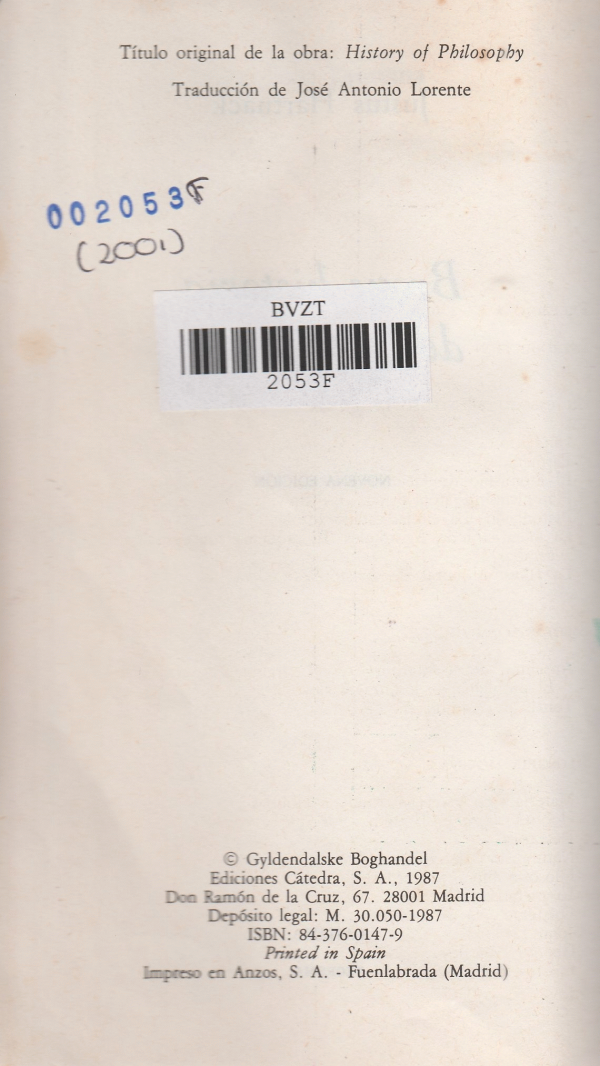 Título original de la obra: History of Philosophy
Traducción de José Antonio Lorente
002053F
(2001)
BVZT
2053F
NOVENA EDICIÓN
© Gyldendalske Boghandel
Ediciones Cátedra, S. A., 1987
Don Ramón de la Cruz, 67. 28001 Madrid
Depósito legal: M. 30.050-1987
ISBN: 84-376-0147-9
Printed in Spain
Impreso en Anzos, S. A. - Fuenlabrada (Madrid)